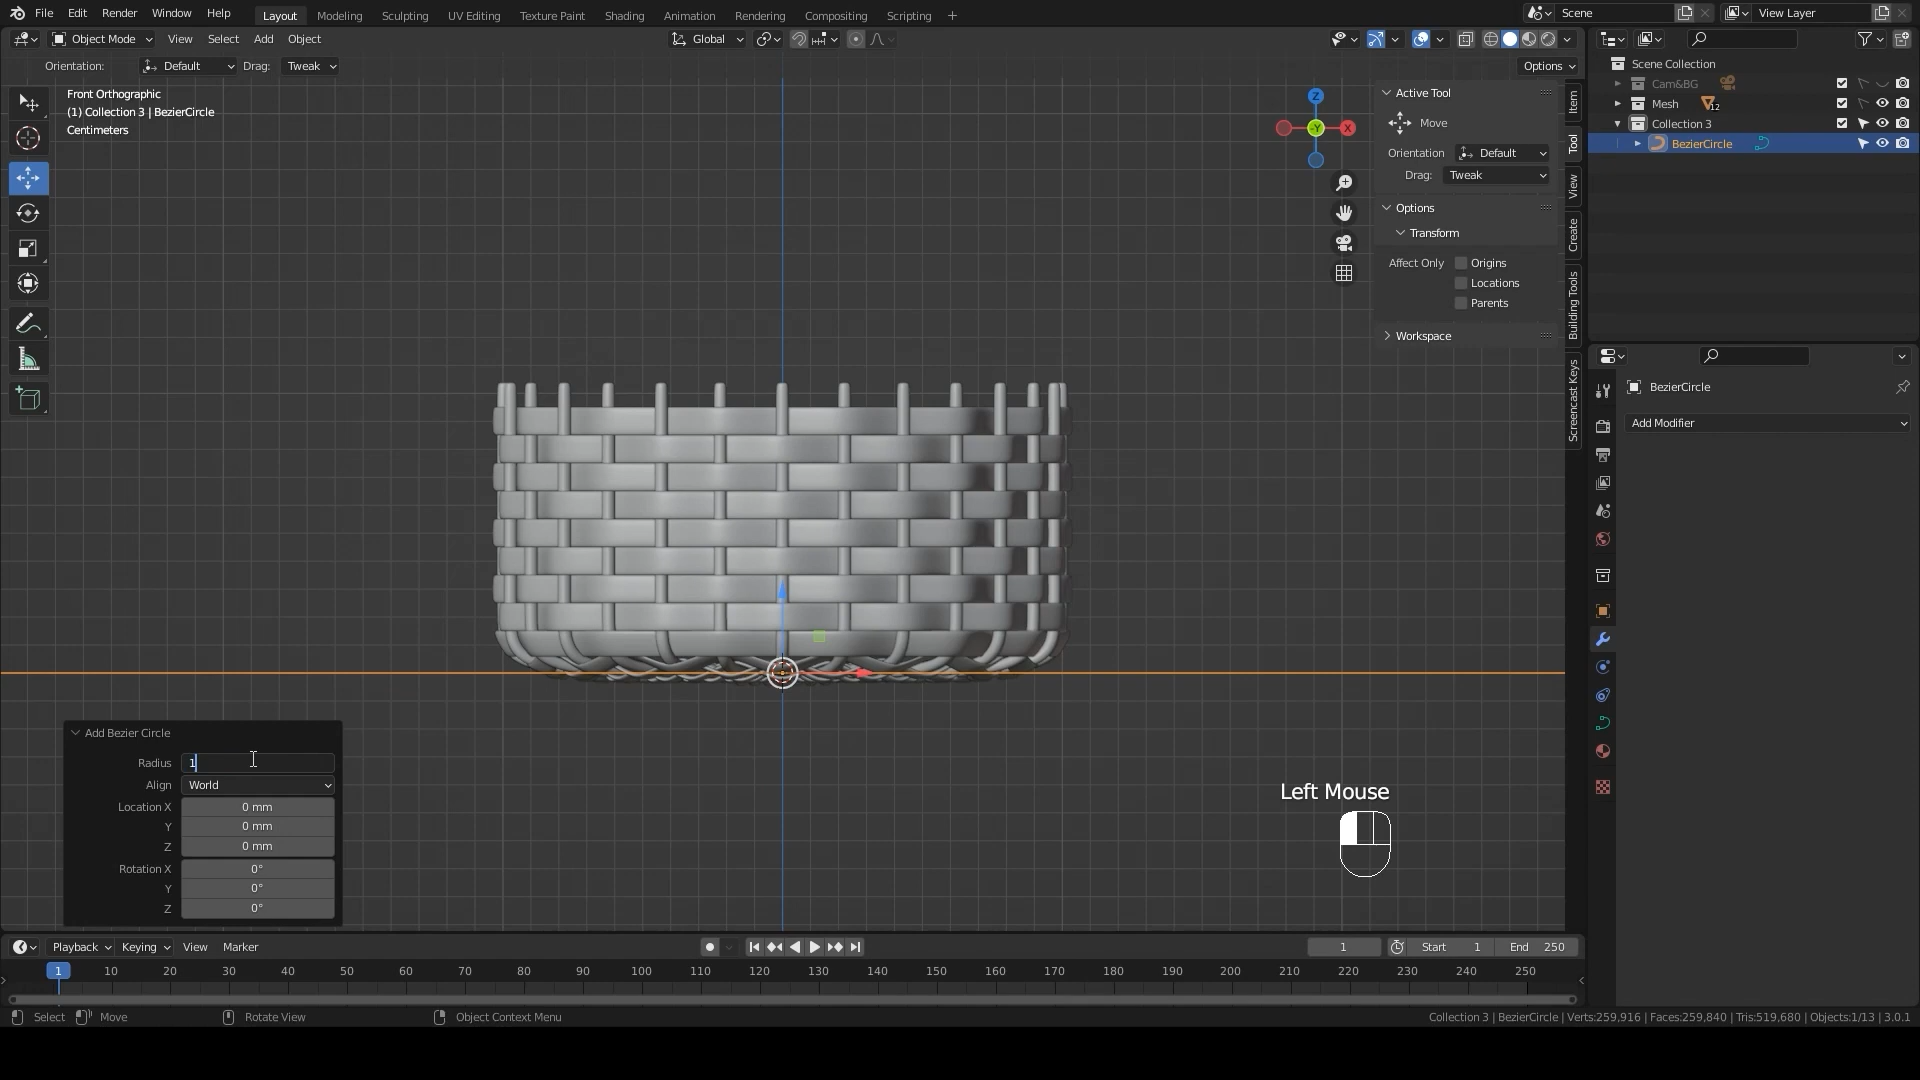 File Edit Render Window Help Layout Modeling Sculpting UV Editing Texture Paint Shading Animation Rendering Compositing Scripting + Scene View Layer
Object Mode View Select Add Object Global
Orientation: Default Drag: Tweak Options
Front Orthographic
(1) Collection 3 | BezierCircle
Centimeters
Z
X
-Y
Active Tool
Move
Orientation Default
Drag: Tweak
Options
Transform
Affect Only Origins
Locations
Parents
Workspace
Item
Tool
View
Create
Building Tools
Screencast Keys
Scene Collection
Cam&BG
Mesh 12
Collection 3
BezierCircle
BezierCircle
Add Modifier
Add Bezier Circle
Radius 1
Align World
Location X 0 mm
Y 0 mm
Z 0 mm
Rotation X 0°
Y 0°
Z 0°
Left Mouse
Playback Keying View Marker 1 Start 1 End 250
1 10 20 30 40 50 60 70 80 90 100 110 120 130 140 150 160 170 180 190 200 210 220 230 240 250
Select Move Rotate View Object Context Menu Collection 3 | BezierCircle | Verts:259,916 | Faces:259,840 | Tris:519,680 | Objects:1/13 | 3.0.1